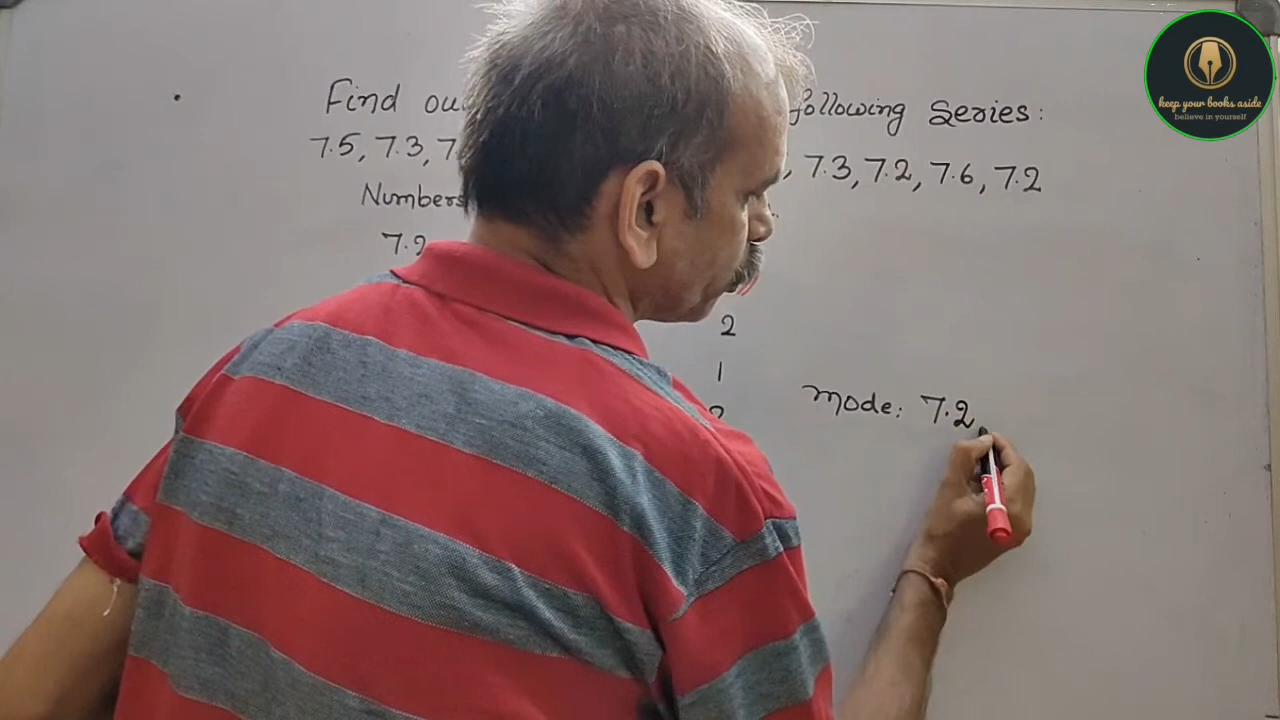 Find ou following Series:
7.5, 7.3, 7. 7.3, 7.2, 7.6, 7.2
Numbers
7.2
2
1
2
Mode: 7.2
keep your books aside
believe in yourself